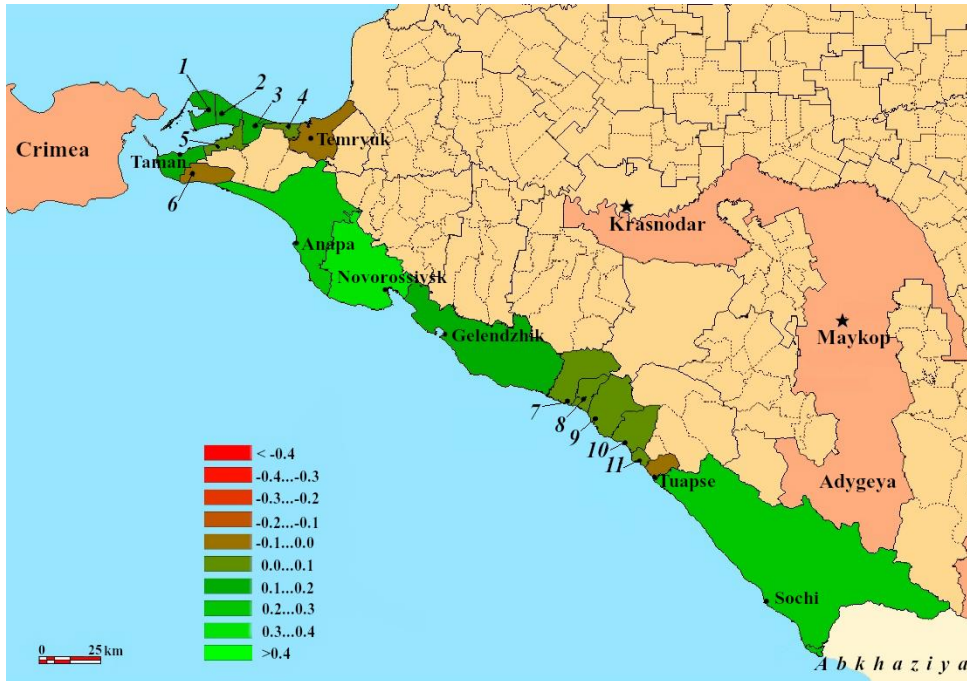 1
2
3
4
5
Temryuk
Crimea
Taman
6
Krasnodar
Anapa
Novorossiysk
Gelendzhik
Maykop
7
8
9
10
11
Tuapse
Adygeya
< -0.4
-0.4...-0.3
-0.3...-0.2
-0.2...-0.1
-0.1...0.0
0.0...0.1
0.1...0.2
0.2...0.3
0.3...0.4
>0.4
Sochi
0 25 km
Abkhaziya